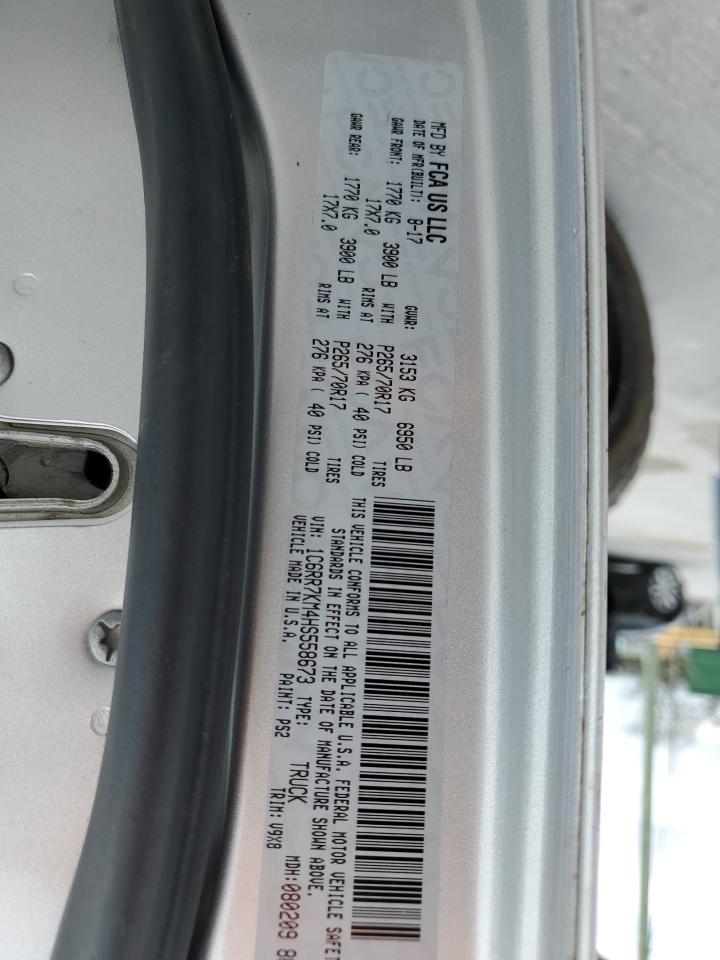 MFD BY FCA US LLC
DATE OF MFR(BUILT): 8-17 GVWR: 3153 KG 6950 LB
GAWR FRONT: 1770 KG 3900 LB WITH P265/70R17 TIRES
17X7.0 RIMS AT 276 KPA ( 40 PSI) COLD
GAWR REAR: 1770 KG 3900 LB WITH P265/70R17 TIRES
17X7.0 RIMS AT 276 KPA ( 40 PSI) COLD
THIS VEHICLE CONFORMS TO ALL APPLICABLE U.S.A. FEDERAL MOTOR VEHICLE SAFET
STANDARDS IN EFFECT ON THE DATE OF MANUFACTURE SHOWN ABOVE.
VIN: 1C6RR7KM4HS558673 TYPE: TRUCK MDH:080209
VEHICLE MADE IN U.S.A. PAINT: PS2 TRIM: V9X8